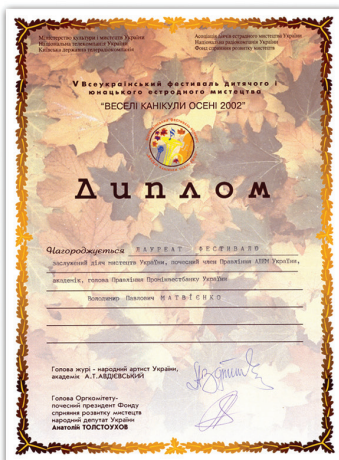 Міністерство культури і мистецтв України
Національна телекомпанія України
Київська державна телерадіокомпанія
Асоціація діячів естрадного мистецтва України
Національна радіокомпанія України
Фонд сприяння розвитку мистецтв
V Всеукраїнський фестиваль дитячого і
юнацького естрадного мистецтва
"ВЕСЕЛІ КАНІКУЛИ ОСЕНІ 2002"
Диплом
Нагороджується ЛАУРЕАТ ФЕСТИВАЛЮ
заслужений діяч мистецтв України, почесний член Правління АДЕМ України,
академік, голова Правління Промінвестбанку України
Володимир Павлович МАТВІЄНКО
Голова журі - народний артист України,
академік А.Т.АВДІЄВСЬКИЙ
Голова Оргкомітету-
почесний президент Фонду
сприяння розвитку мистецтв
народний депутат України
Анатолій ТОЛСТОУХОВ